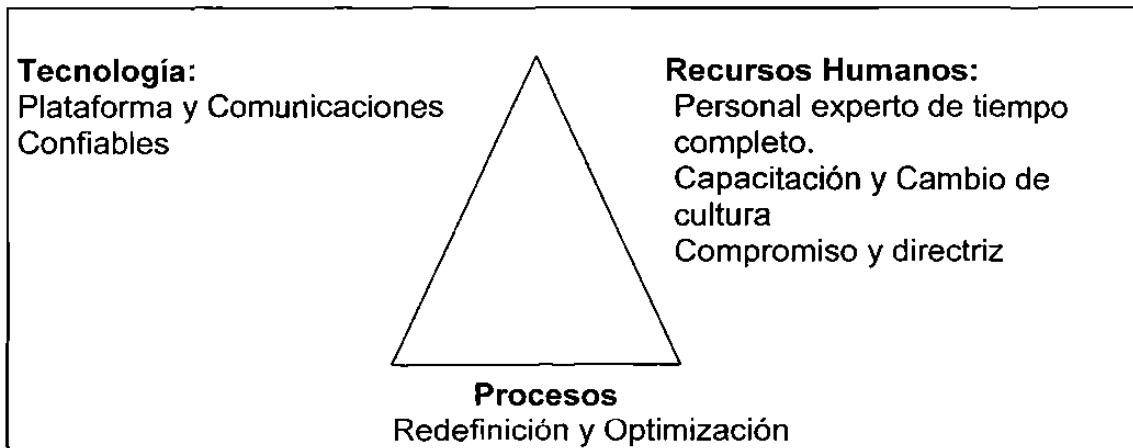 Tecnología:
Plataforma y Comunicaciones
Confiables
Recursos Humanos:
Personal experto de tiempo
completo.
Capacitación y Cambio de
cultura
Compromiso y directriz
Procesos
Redefinición y Optimización